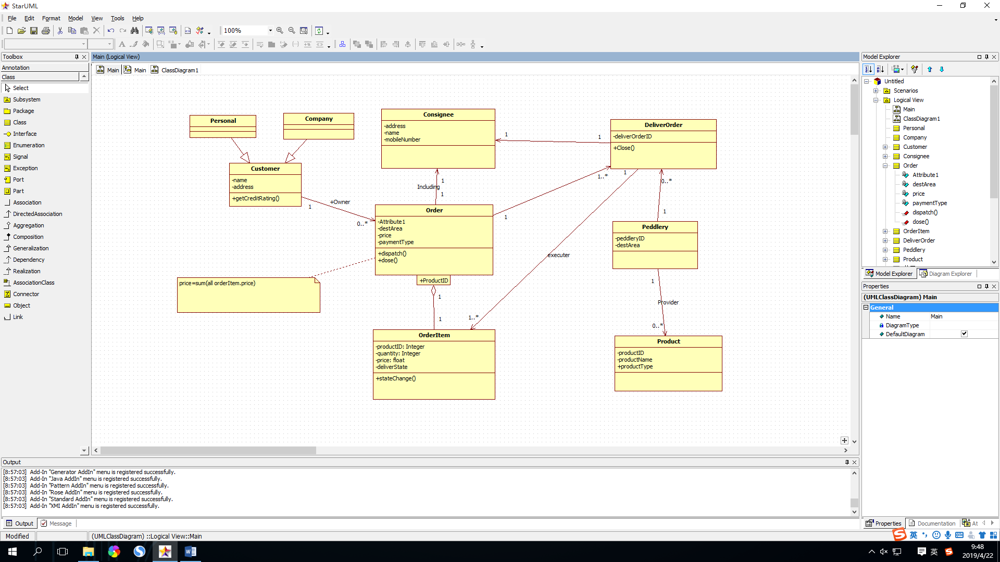 StarUML
File Edit Format Model View Tools Help
100%
Toolbox
Annotation
Class
Select
Subsystem
Package
Class
Interface
Enumeration
Signal
Exception
Port
Part
Association
DirectedAssociation
Aggregation
Composition
Generalization
Dependency
Realization
AssociationClass
Connector
Object
Link
Main (Logical View)
Main Main ClassDiagram1
Personal
Company
Customer
-name
-address
+getCreditRating()
Consignee
-address
-name
-mobileNumber
DeliverOrder
-deliverOrderID
+Close()
1
1
1
Including
1
+Owner
1
0..*
1..*
1
1
0..*
1
Order
-Attribute1
-destArea
-price
-paymentType
+dispatch()
+dose()
+ProductID
price=sum(all orderItem.price)
1
1
executer
1..*
Peddlery
-peddleryID
-destArea
1
Provider
0..*
OrderItem
-productID: Integer
-quantity: Integer
-price: float
-deliverState
+stateChange()
Product
-productID
-productName
+productType
Model Explorer
Untitled
Scenarios
Logical View
Main
ClassDiagram1
Personal
Company
Customer
Consignee
Order
Attribute1
destArea
price
paymentType
dispatch()
dose()
OrderItem
DeliverOrder
Peddlery
Product
Model Explorer Diagram Explorer
Properties
(UMLClassDiagram) Main
General
Name Main
DiagramType
DefaultDiagram
Properties Documentation At
Output
[8:57:03] Add-In "Generator AddIn" menu is registered successfully.
[8:57:03] Add-In "Java AddIn" menu is registered successfully.
[8:57:03] Add-In "Pattern AddIn" menu is registered successfully.
[8:57:03] Add-In "Rose AddIn" menu is registered successfully.
[8:57:03] Add-In "Standard AddIn" menu is registered successfully.
[8:57:03] Add-In "XMI AddIn" menu is registered successfully.
Output Message
Modified
(UMLClassDiagram) ::Logical View::Main
英
英
9:48
2019/4/22